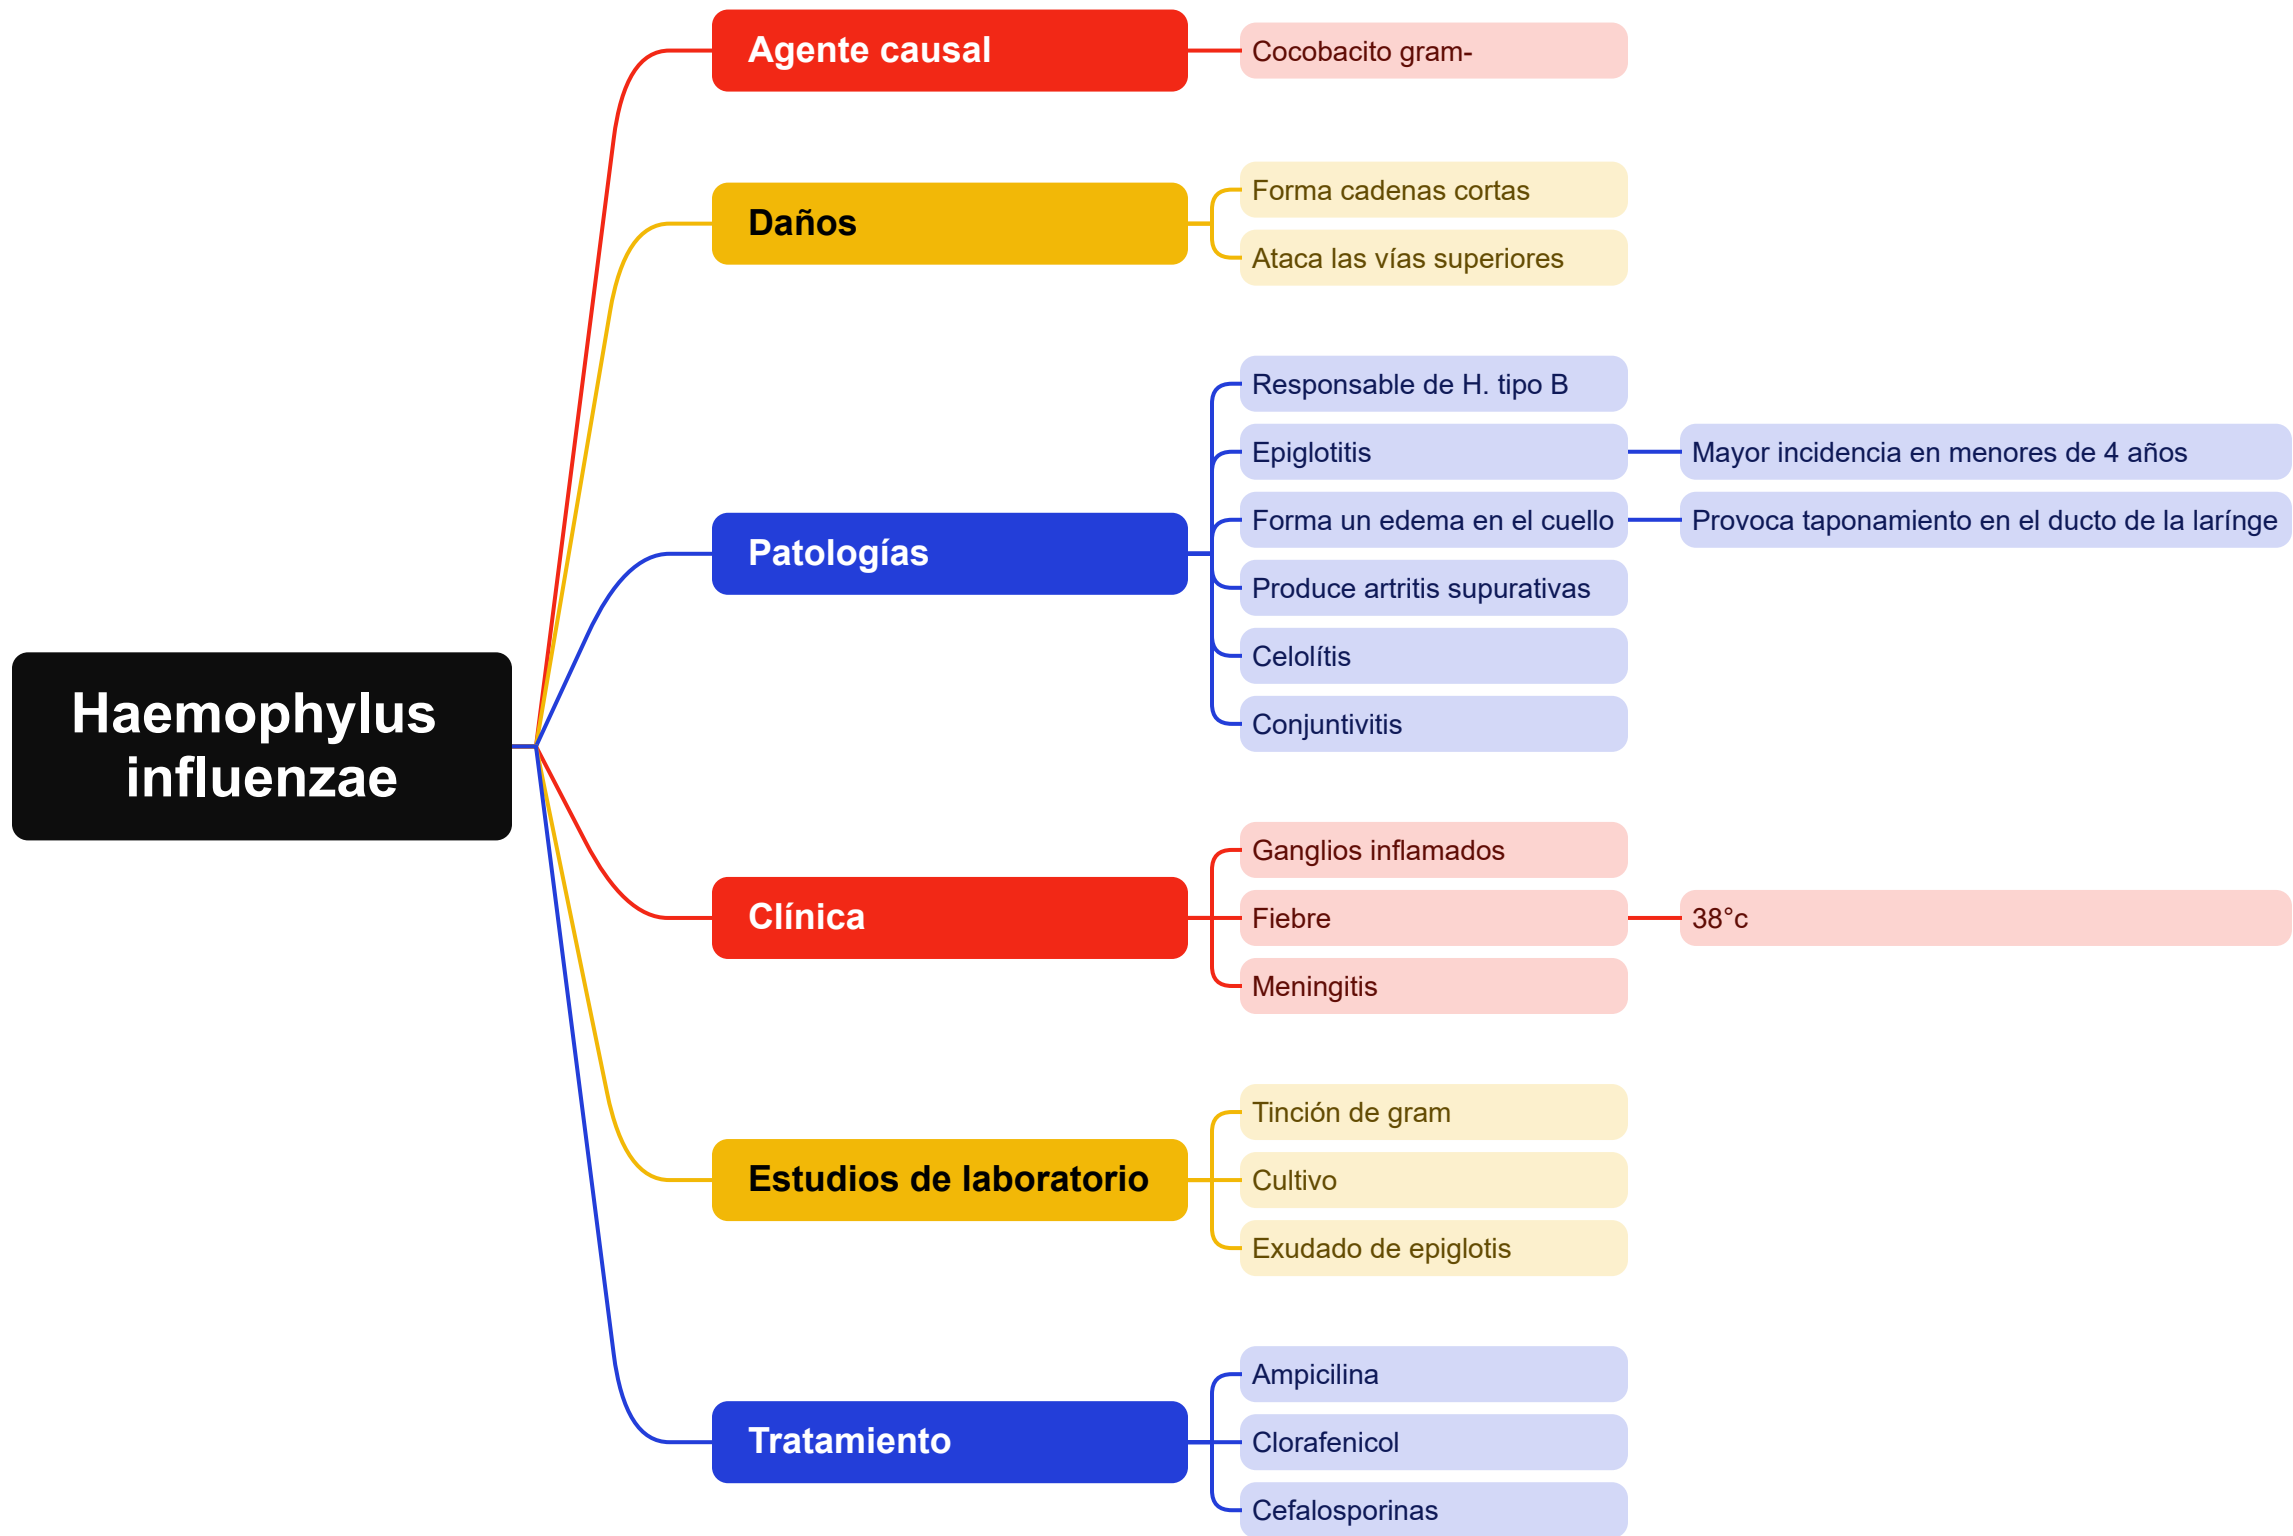 Haemophylus
influenzae
Agente causal
Cocobacito gram-
Daños
Forma cadenas cortas
Ataca las vías superiores
Patologías
Responsable de H. tipo B
Epiglotitis
Mayor incidencia en menores de 4 años
Forma un edema en el cuello
Provoca taponamiento en el ducto de la larínge
Produce artritis supurativas
Celolítis
Conjuntivitis
Clínica
Ganglios inflamados
Fiebre
38°c
Meningitis
Estudios de laboratorio
Tinción de gram
Cultivo
Exudado de epiglotis
Tratamiento
Ampicilina
Clorafenicol
Cefalosporinas